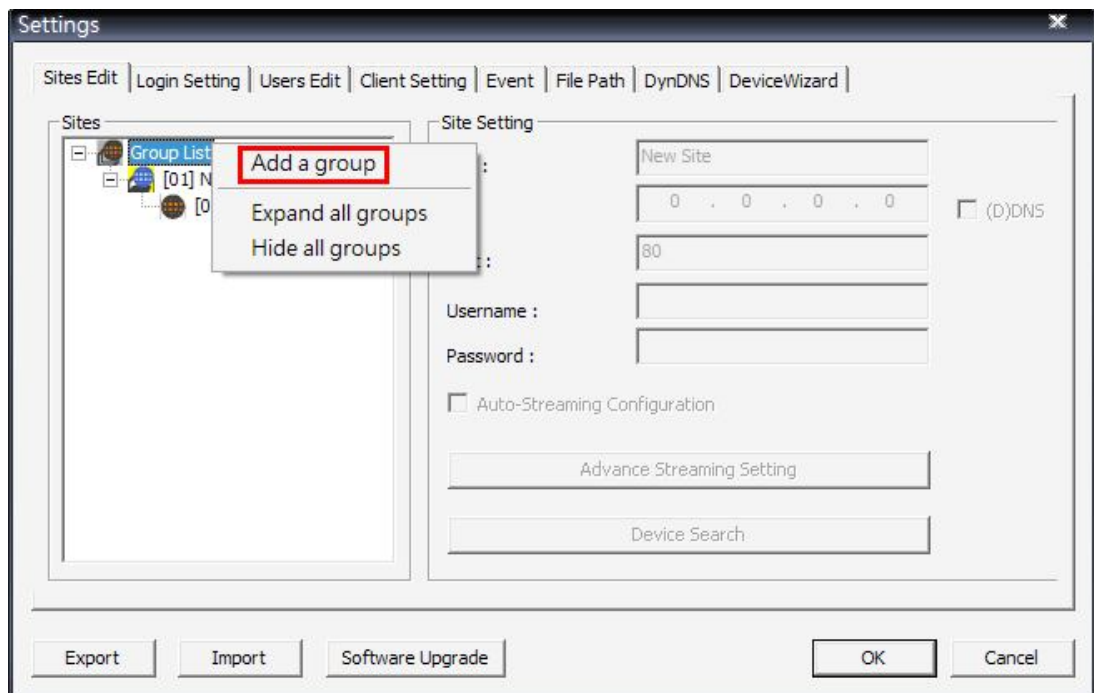 Settings
Sites Edit Login Setting Users Edit Client Setting Event File Path DynDNS DeviceWizard
Sites
Group List
[01] N
[0
Add a group
Expand all groups
Hide all groups
Site Setting
:
New Site
0 . 0 . 0 . 0
(D)DNS
:
80
Username :
Password :
Auto-Streaming Configuration
Advance Streaming Setting
Device Search
Export Import Software Upgrade OK Cancel